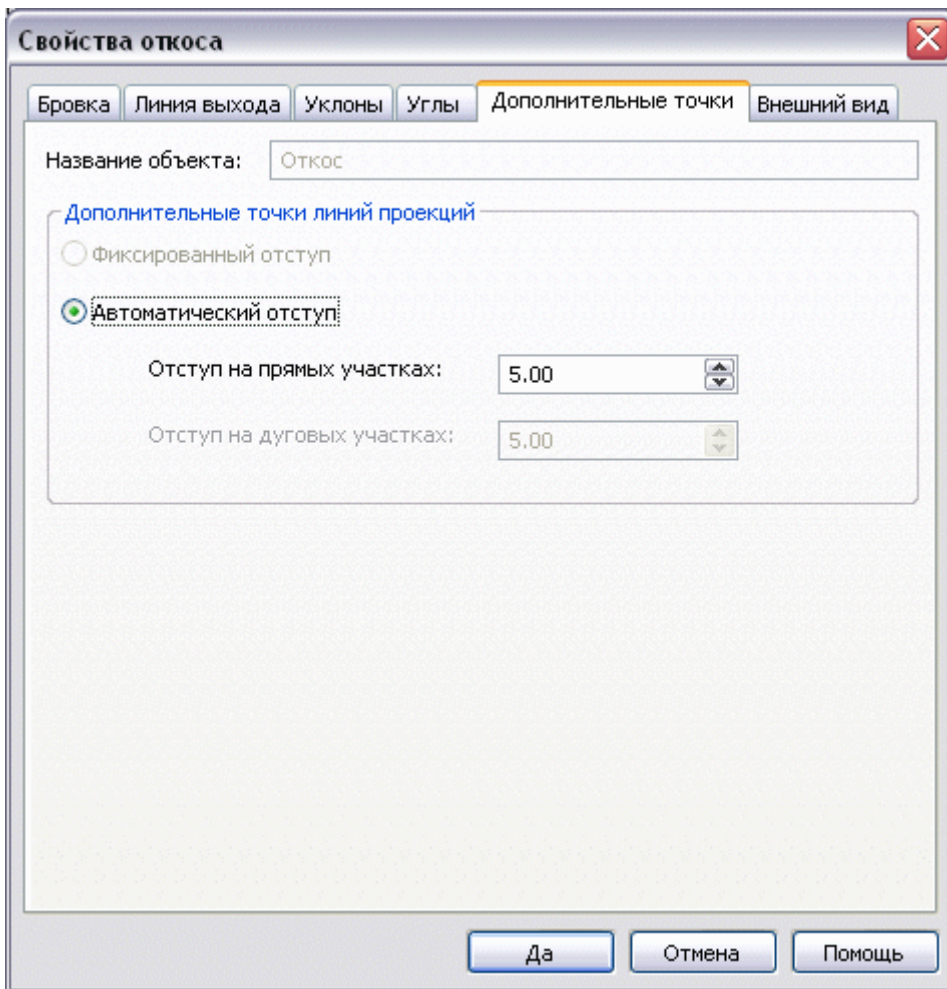 Свойства откоса
Бровка Линия выхода Уклоны Углы Дополнительные точки Внешний вид
Название объекта: Откос
Дополнительные точки линий проекций
Фиксированный отступ
Автоматический отступ
Отступ на прямых участках: 5.00
Отступ на дуговых участках: 5.00
Да Отмена Помощь